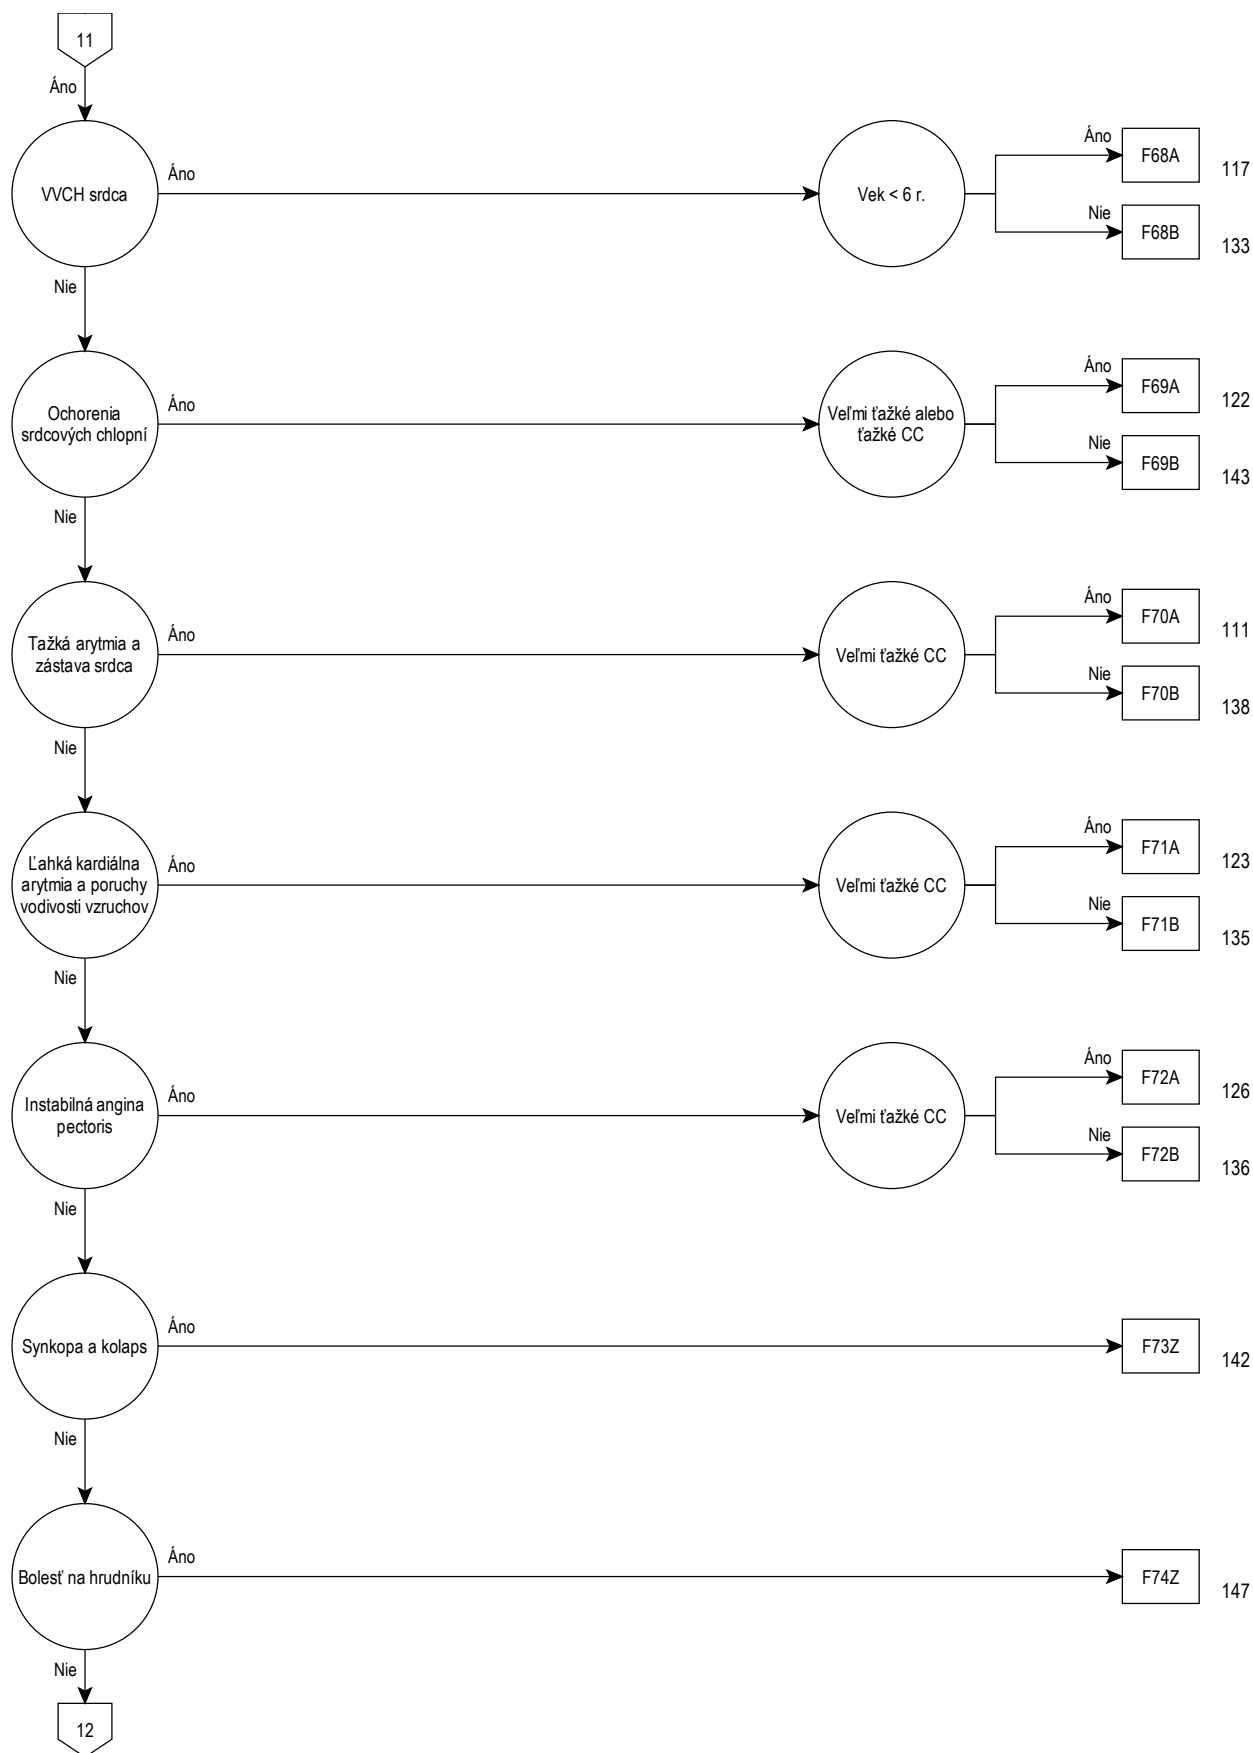 11
Áno
VVCH srdca
Áno
Vek < 6 r.
Áno
F68A
117
Nie
F68B
133
Nie
Ochorenia
srdcových chlopní
Áno
Veľmi ťažké alebo
ťažké CC
Áno
F69A
122
Nie
F69B
143
Nie
Tažká arytmia a
zástava srdca
Áno
Veľmi ťažké CC
Áno
F70A
111
Nie
F70B
138
Nie
Ľahká kardiálna
arytmia a poruchy
vodivosti vzruchov
Áno
Veľmi ťažké CC
Áno
F71A
123
Nie
F71B
135
Nie
Instabilná angina
pectoris
Áno
Veľmi ťažké CC
Áno
F72A
126
Nie
F72B
136
Nie
Synkopa a kolaps
Áno
F73Z
142
Nie
Bolesť na hrudníku
Áno
F74Z
147
Nie
12